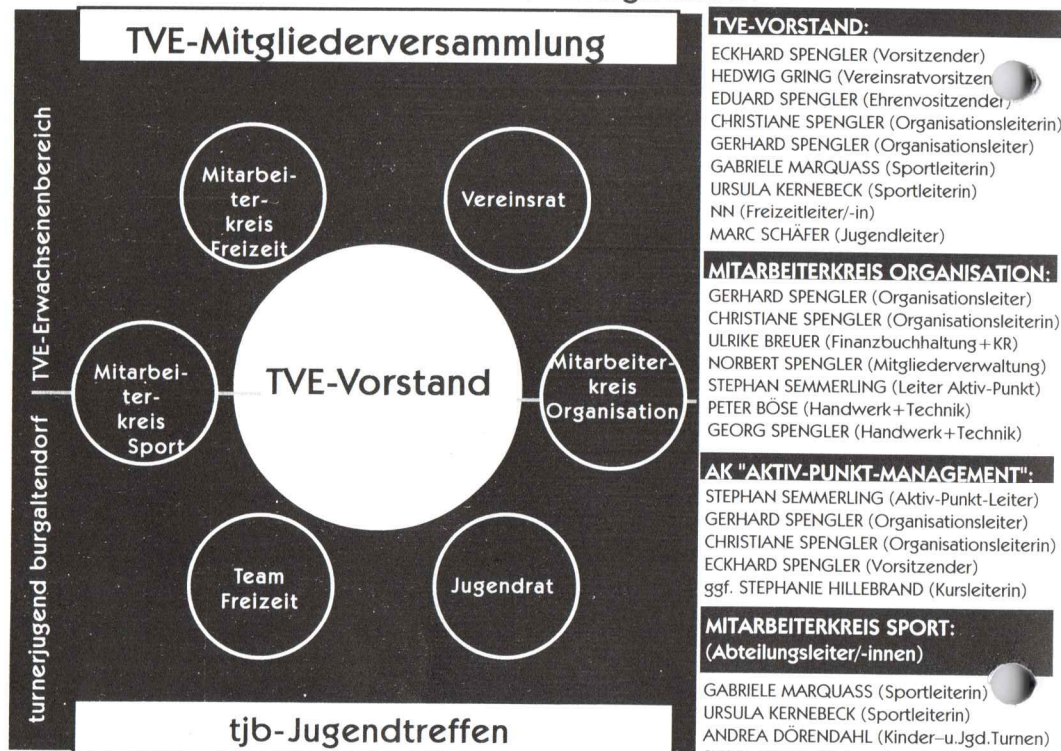 TVE-Mitgliederversammlung
TVE-Erwachsenenbereich
turnerjugend burgaltendorf
Mitarbei-
ter-
kreis
Freizeit
Vereinsrat
Mitarbei-
ter-
kreis
Sport
TVE-Vorstand
Mitarbeiter-
kreis
Organisation
Team
Freizeit
Jugendrat
tjb-Jugendtreffen
TVE-VORSTAND:
ECKHARD SPENGLER (Vorsitzender)
HEDWIG GRING (Vereinsratvorsitzen
EDUARD SPENGLER (Ehrenvositzender)
CHRISTIANE SPENGLER (Organisationsleiterin)
GERHARD SPENGLER (Organisationsleiter)
GABRIELE MARQUASS (Sportleiterin)
URSULA KERNEBECK (Sportleiterin)
NN (Freizeitleiter/-in)
MARC SCHÄFER (Jugendleiter)
MITARBEITERKREIS ORGANISATION:
GERHARD SPENGLER (Organisationsleiter)
CHRISTIANE SPENGLER (Organisationsleiterin)
ULRIKE BREUER (Finanzbuchhaltung+KR)
NORBERT SPENGLER (Mitgliederverwaltung)
STEPHAN SEMMERLING (Leiter Aktiv-Punkt)
PETER BÖSE (Handwerk+Technik)
GEORG SPENGLER (Handwerk+Technik)
AK "AKTIV-PUNKT-MANAGEMENT":
STEPHAN SEMMERLING (Aktiv-Punkt-Leiter)
GERHARD SPENGLER (Organisationsleiter)
CHRISTIANE SPENGLER (Organisationsleiterin)
ECKHARD SPENGLER (Vorsitzender)
ggf. STEPHANIE HILLEBRAND (Kursleiterin)
MITARBEITERKREIS SPORT:
(Abteilungsleiter/-innen)
GABRIELE MARQUASS (Sportleiterin)
URSULA KERNEBECK (Sportleiterin)
ANDREA DÖRENDAHL (Kinder-u.Jgd.Turnen)